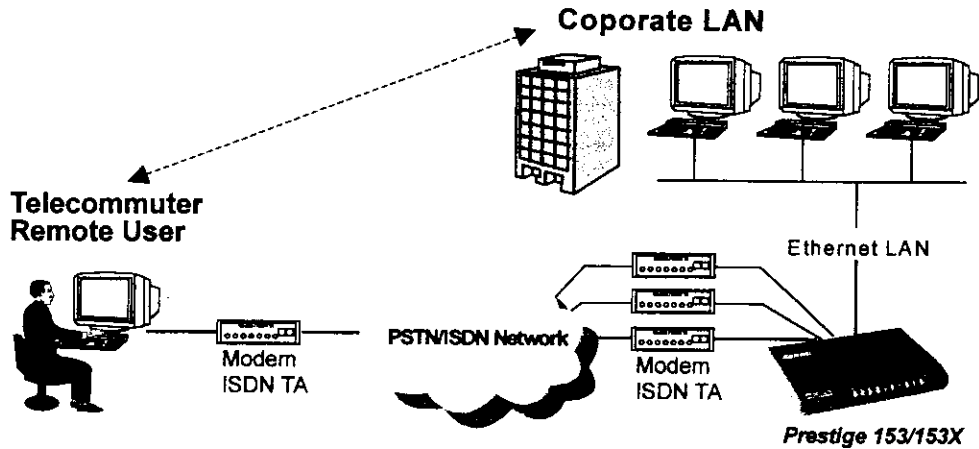 Coporate LAN
Telecommuter
Remote User
Ethernet LAN
PSTN/ISDN Network
Modem
ISDN TA
Modem
ISDN TA
Prestige 153/153X